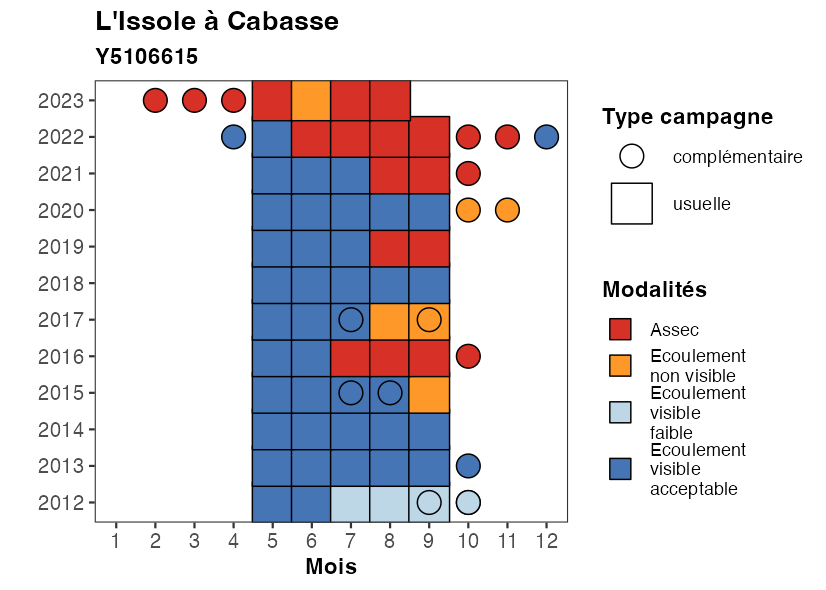 L'Issole à Cabasse
Y5106615
2023
2022
2021
2020
2019
2018
2017
2016
2015
2014
2013
2012
1 2 3 4 5 6 7 8 9 10 11 12
Mois
Type campagne
complémentaire
usuelle
Modalités
Assec
Ecoulement
non visible
Ecoulement
visible
faible
Ecoulement
visible
acceptable